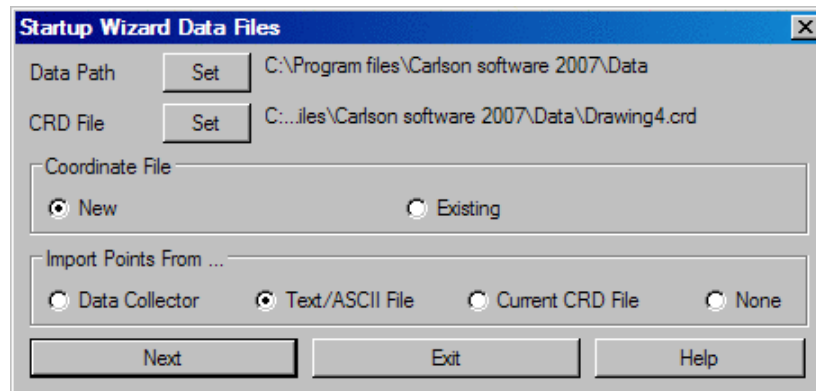 Startup Wizard Data Files
Data Path Set C:\Program files\Carlson software 2007\Data
CRD File Set C:...iles\Carlson software 2007\Data\Drawing4.crd
Coordinate File
New Existing
Import Points From ...
Data Collector Text/ASCII File Current CRD File None
Next Exit Help